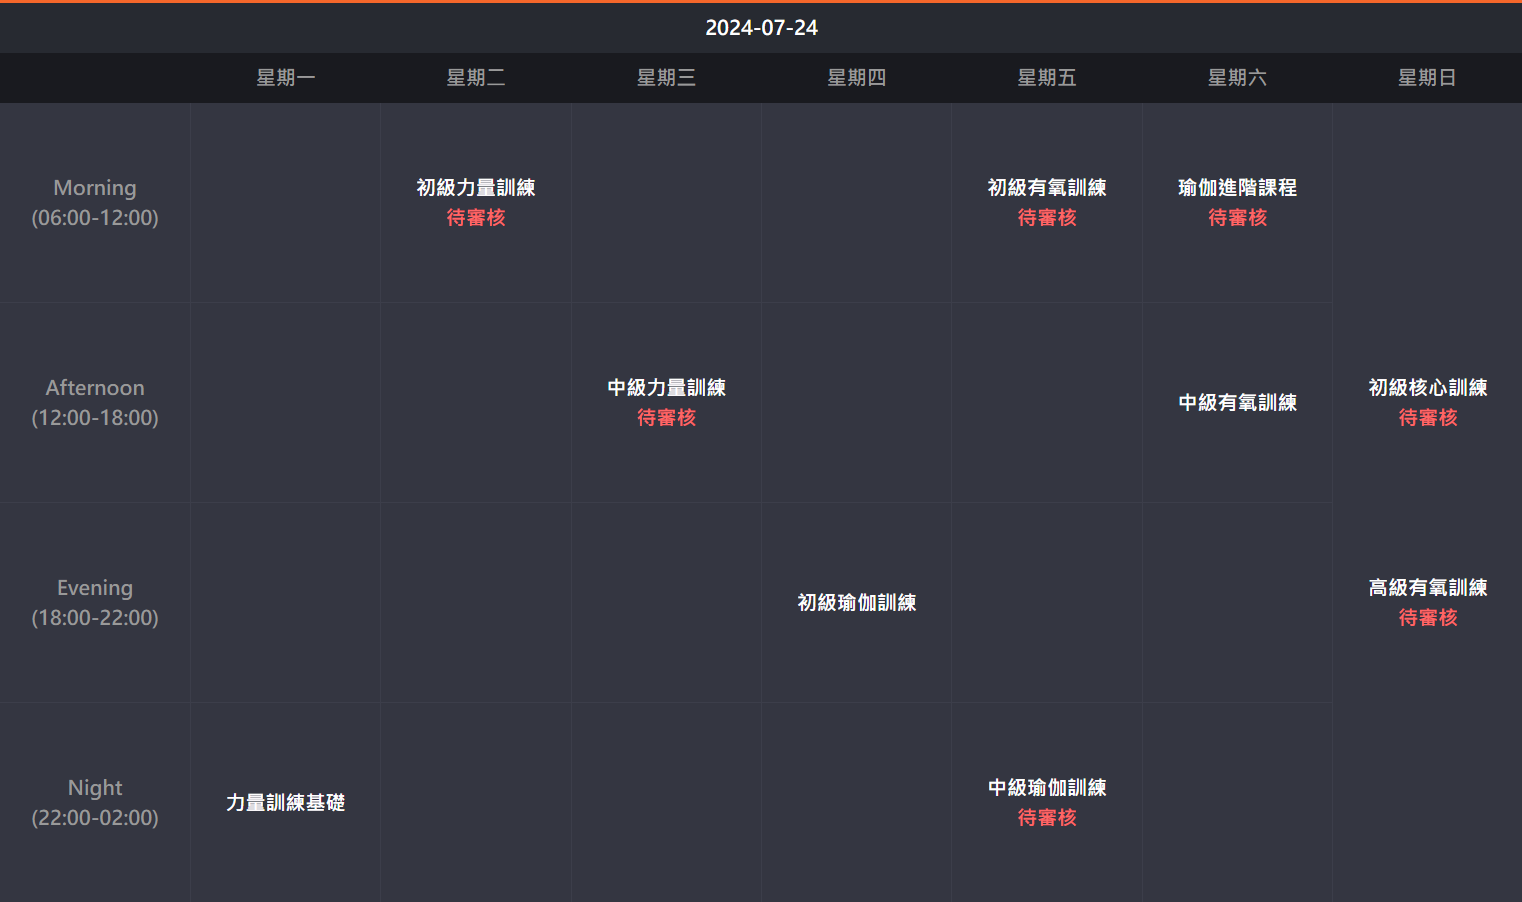 2024-07-24
星期一 星期二 星期三 星期四 星期五 星期六 星期日
Morning
(06:00-12:00)
初級力量訓練
待審核
初級有氧訓練
待審核
瑜伽進階課程
待審核
Afternoon
(12:00-18:00)
中級力量訓練
待審核
中級有氧訓練
初級核心訓練
待審核
Evening
(18:00-22:00)
初級瑜伽訓練
高級有氧訓練
待審核
Night
(22:00-02:00)
力量訓練基礎
中級瑜伽訓練
待審核